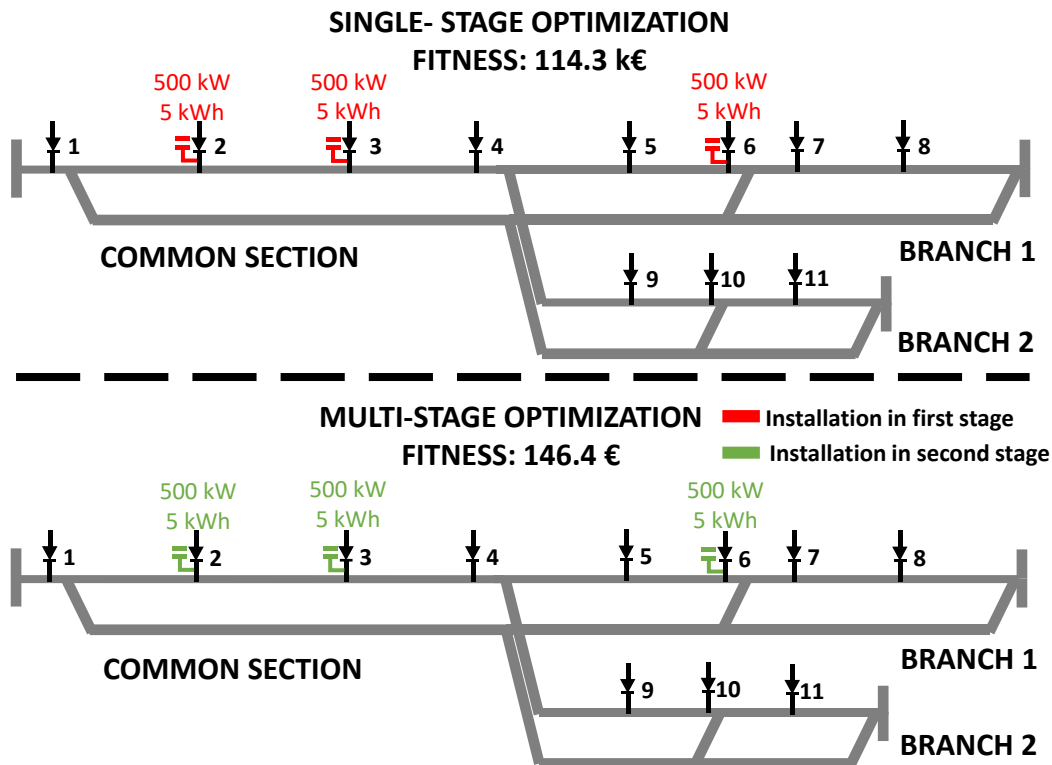 SINGLE- STAGE OPTIMIZATION
FITNESS: 114.3 k€
500 kW 500 kW 500 kW
5 kWh 5 kWh 5 kWh
1 2 3 4 5 6 7 8
COMMON SECTION
BRANCH 1
9 10 11
BRANCH 2
MULTI-STAGE OPTIMIZATION
FITNESS: 146.4 €
Installation in first stage
Installation in second stage
500 kW 500 kW 500 kW
5 kWh 5 kWh 5 kWh
1 2 3 4 5 6 7 8
COMMON SECTION
BRANCH 1
9 10 11
BRANCH 2